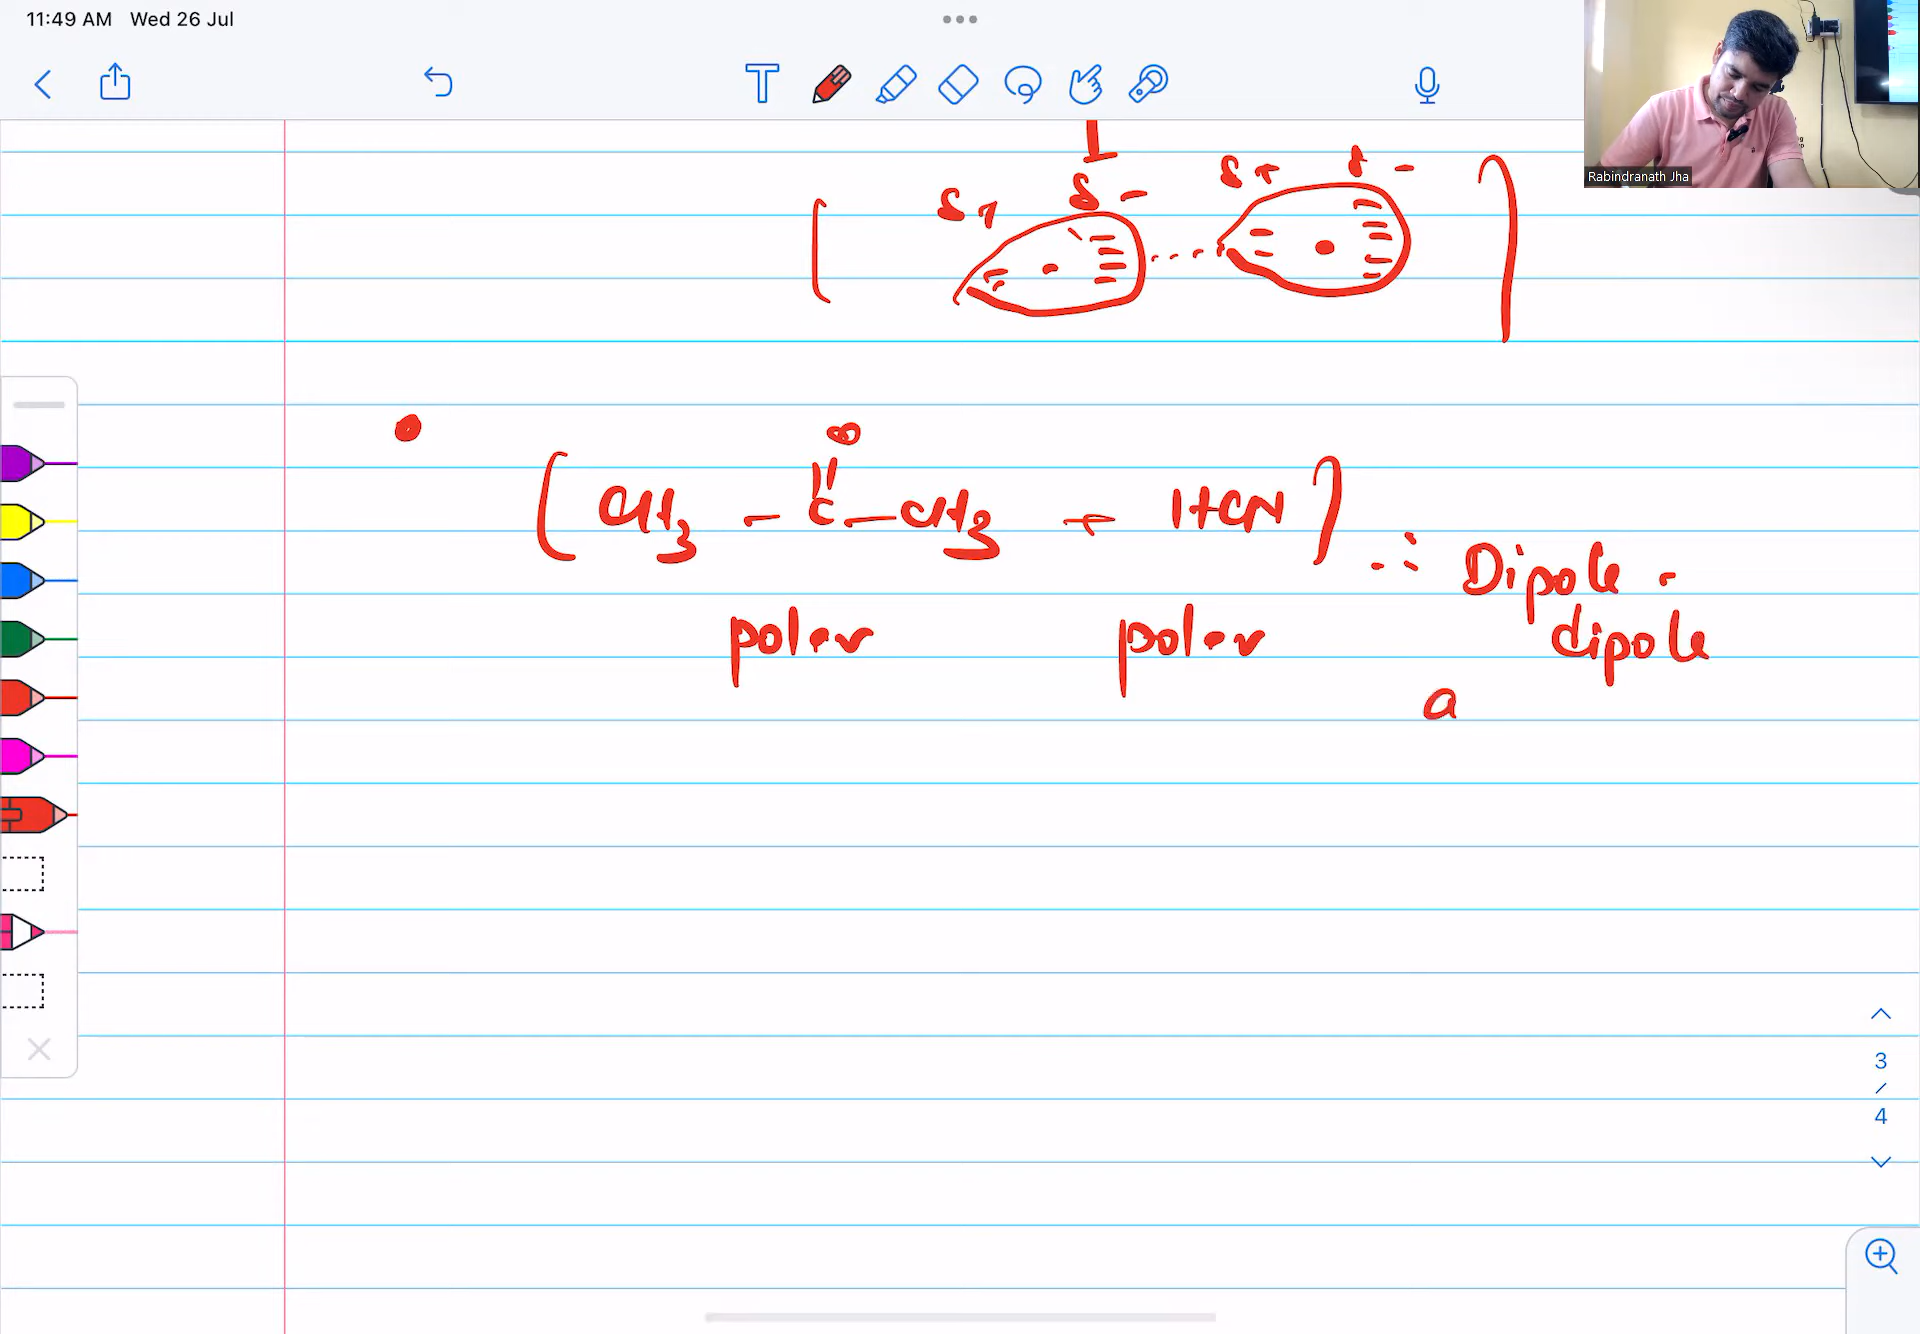 11:49 AM Wed 26 Jul
T
Rabindranath Jha
δ+ δ- δ+ δ-
O
[CH3 - C - CH3 + HCN]
∴ Dipole -
polar polar dipole
a
3
/
4